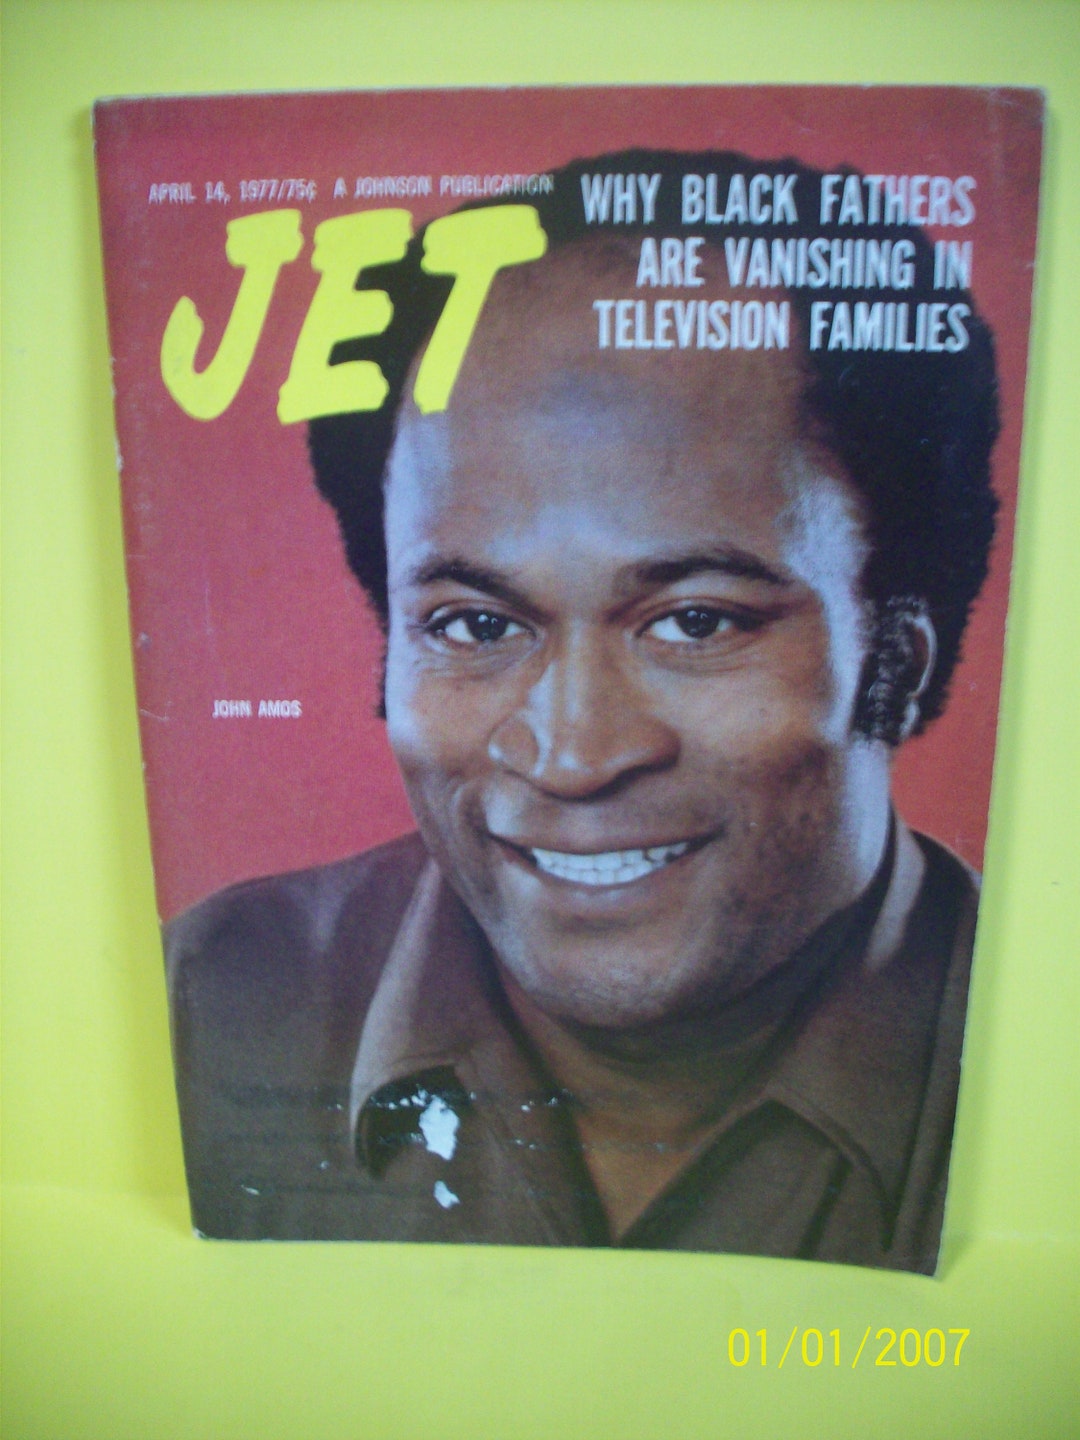 APRIL 14, 1977/75¢ A JOHNSON PUBLICATION
JET
WHY BLACK FATHERS
ARE VANISHING IN
TELEVISION FAMILIES
JOHN AMOS
01/01/2007